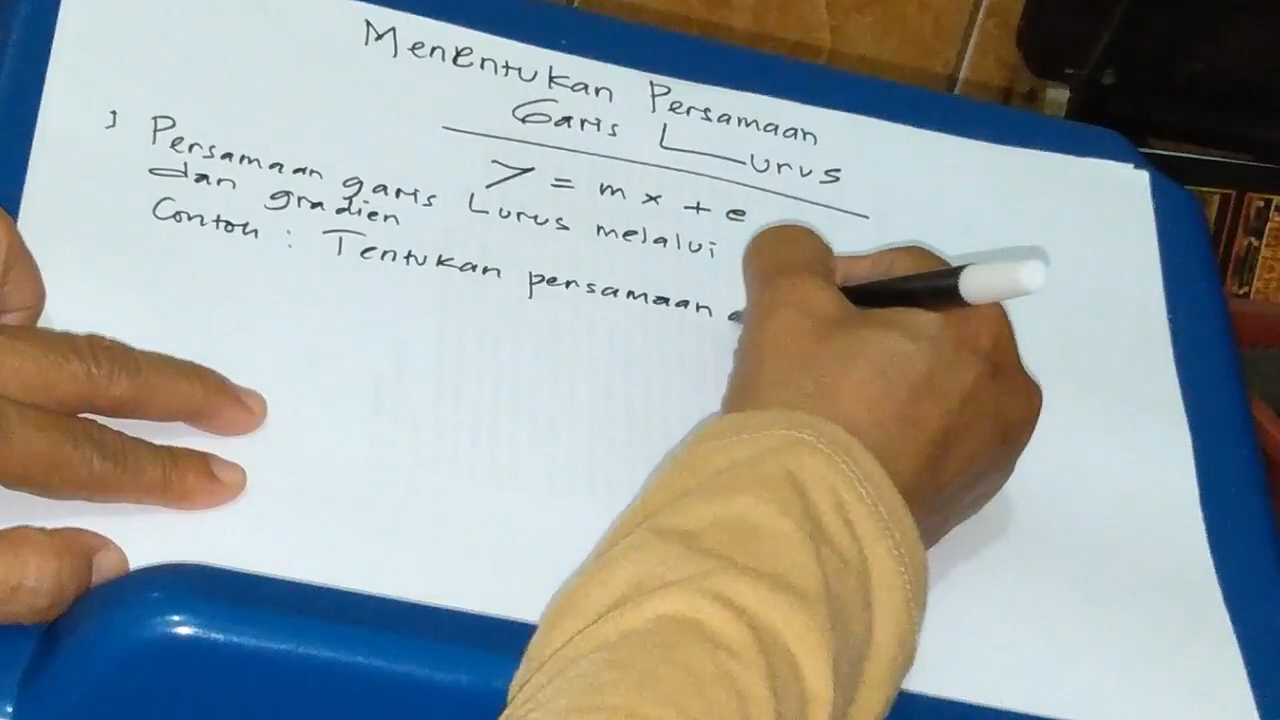 Menentukan Persamaan
Garis Lurus
Y = mx + e
1 Persamaan garis Lurus melalui
dan gradien
Contoh : Tentukan persamaan